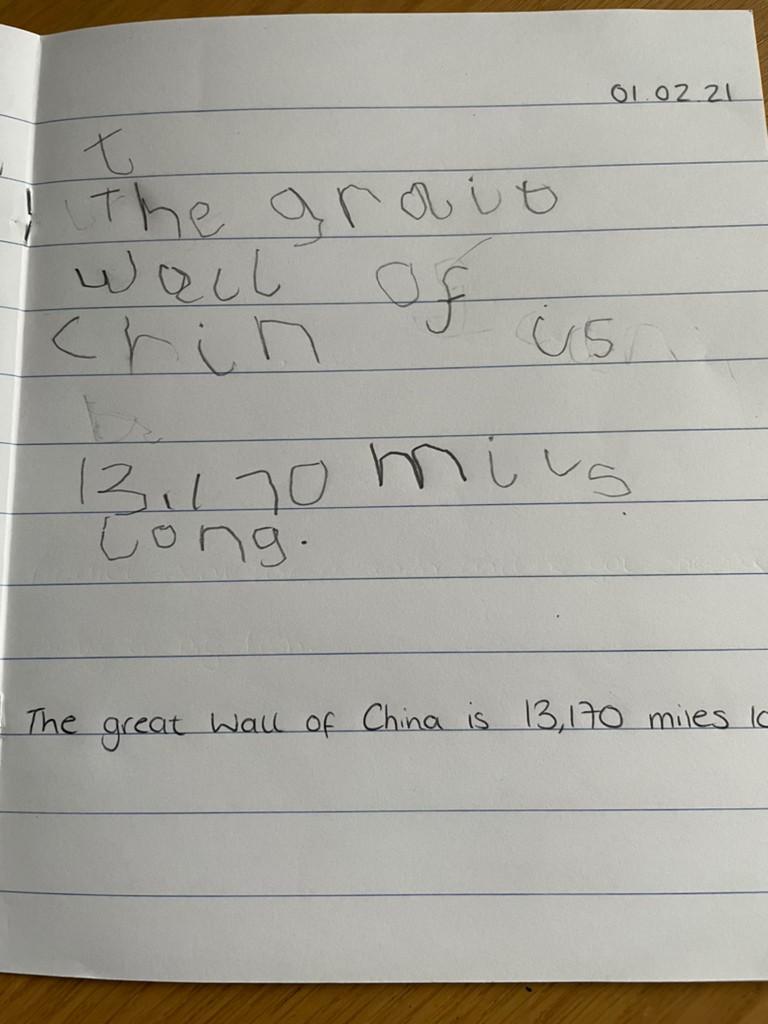 01.02.21
t
The grait
wall of
Chin is
13,170 mils
long.
The great wall of China is 13,170 miles lo